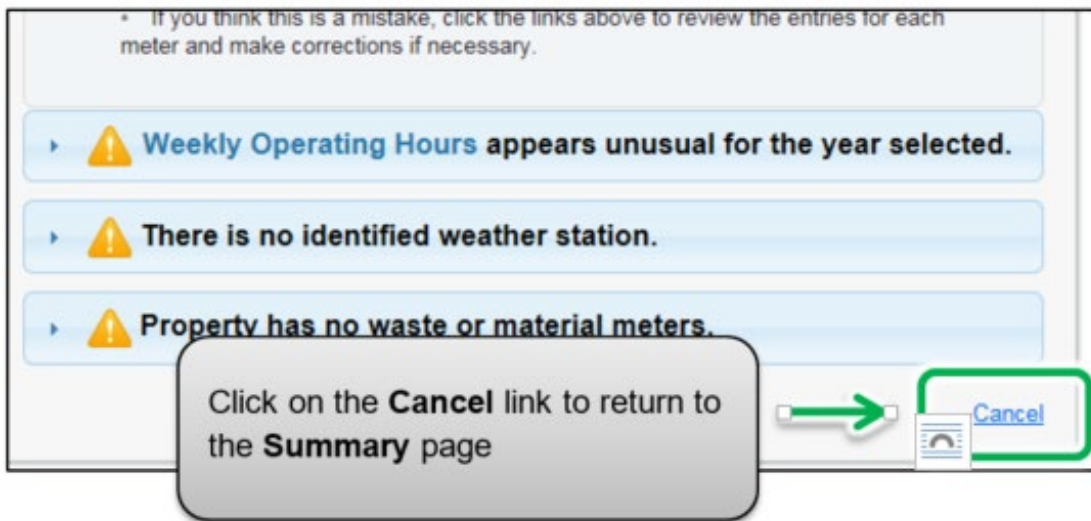 • If you think this is a mistake, click the links above to review the entries for each
meter and make corrections if necessary.
Weekly Operating Hours appears unusual for the year selected.
There is no identified weather station.
Property has no waste or material meters.
Click on the Cancel link to return to
the Summary page
Cancel